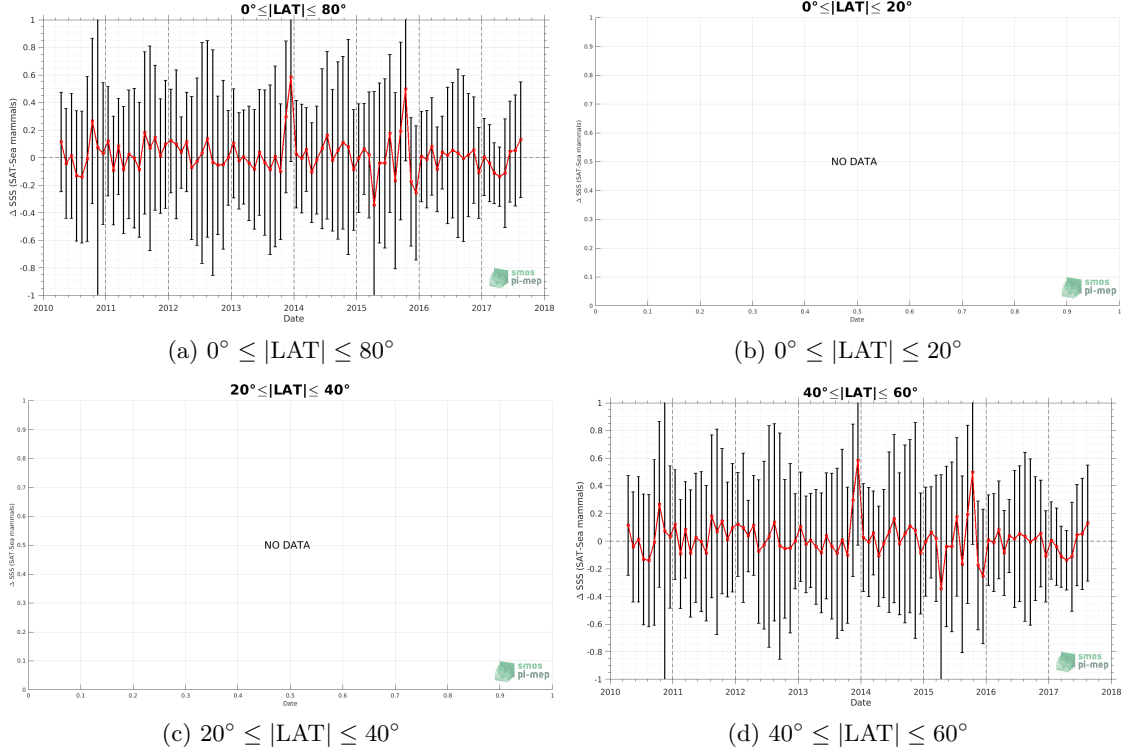 0°≤|LAT|≤ 80°
1
0.8
0.6
0.4
0.2
0
-0.2
-0.4
-0.6
-0.8
-1
Δ SSS (SAT-Sea mammals)
2010 2011 2012 2013 2014 2015 2016 2017 2018
Date
smos
pi-mep
(a) 0° ≤ |LAT| ≤ 80°
0°≤|LAT|≤ 20°
1
0.9
0.8
0.7
0.6
0.5
0.4
0.3
0.2
0.1
0
Δ SSS (SAT-Sea mammals)
NO DATA
0 0.1 0.2 0.3 0.4 0.5 0.6 0.7 0.8 0.9 1
Date
smos
pi-mep
(b) 0° ≤ |LAT| ≤ 20°
20°≤|LAT|≤ 40°
1
0.9
0.8
0.7
0.6
0.5
0.4
0.3
0.2
0.1
0
Δ SSS (SAT-Sea mammals)
NO DATA
0 0.1 0.2 0.3 0.4 0.5 0.6 0.7 0.8 0.9 1
Date
smos
pi-mep
(c) 20° ≤ |LAT| ≤ 40°
40°≤|LAT|≤ 60°
1
0.8
0.6
0.4
0.2
0
-0.2
-0.4
-0.6
-0.8
-1
Δ SSS (SAT-Sea mammals)
2010 2011 2012 2013 2014 2015 2016 2017 2018
Date
smos
pi-mep
(d) 40° ≤ |LAT| ≤ 60°